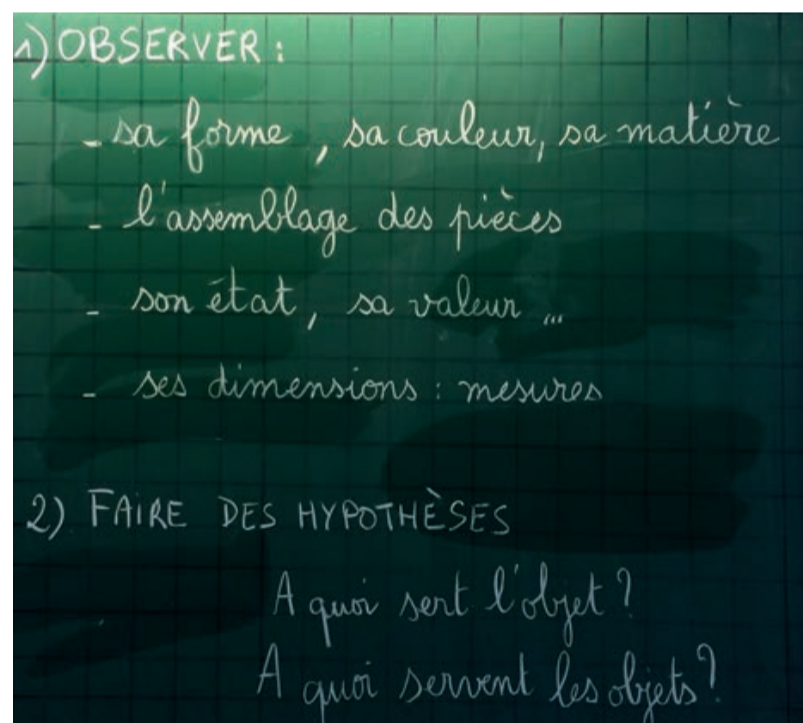 1) OBSERVER :
- sa forme, sa couleur, sa matière
- l'assemblage des pièces
- son état, sa valeur ...
- ses dimensions : mesures
2) FAIRE DES HYPOTHÈSES
A quoi sert l'objet ?
A quoi servent les objets ?